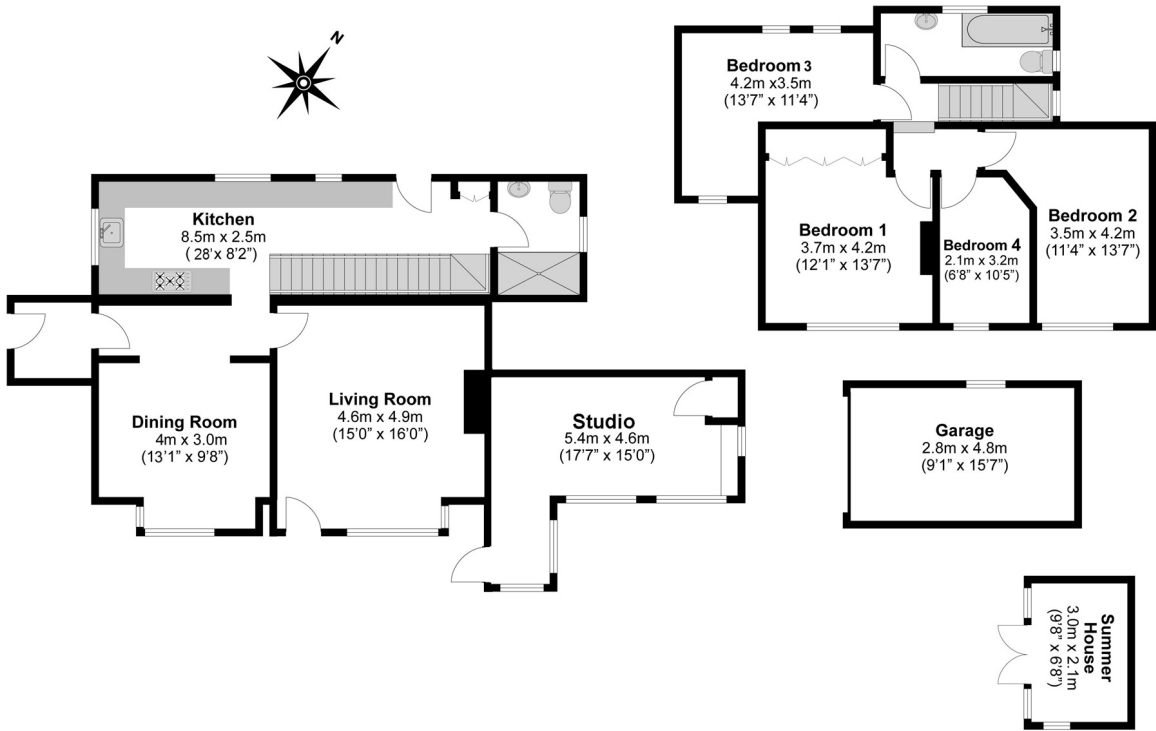 N
Kitchen
8.5m x 2.5m
( 28'x 8'2")
Dining Room
4m x 3.0m
(13'1" x 9'8")
Living Room
4.6m x 4.9m
(15'0" x 16'0")
Studio
5.4m x 4.6m
(17'7" x 15'0")
Bedroom 3
4.2m x3.5m
(13'7" x 11'4")
Bedroom 1
3.7m x 4.2m
(12'1" x 13'7")
Bedroom 4
2.1m x 3.2m
(6'8" x 10'5")
Bedroom 2
3.5m x 4.2m
(11'4" x 13'7")
Garage
2.8m x 4.8m
(9'1" x 15'7")
Summer
House
3.0m x 2.1m
(9'8" x 6'8")